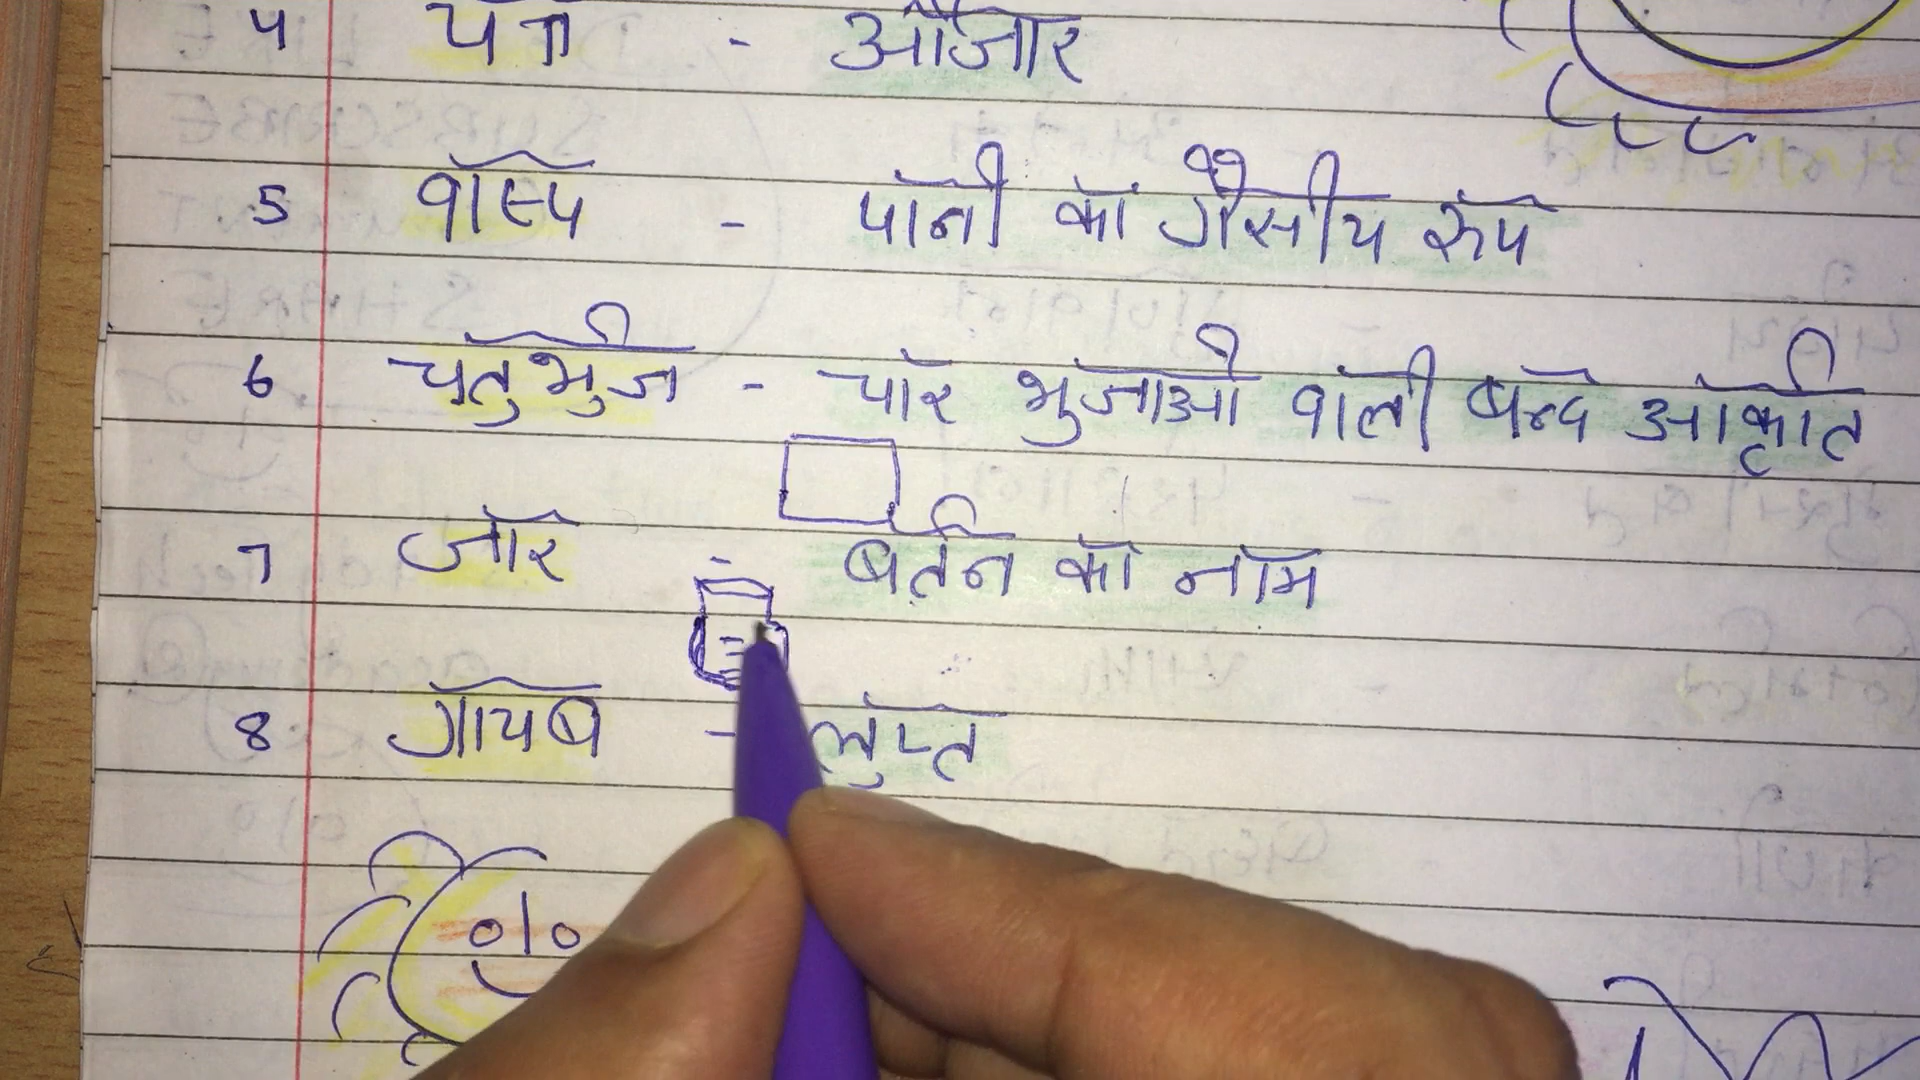 4 यंत्र - औजार
5 वाष्प - पानी का गैसीय रूप
6 चतुर्भुज - चार भुजाओं वाली बन्द आकृति
7 जार - बर्तन का नाम
8 गायब - लुप्त